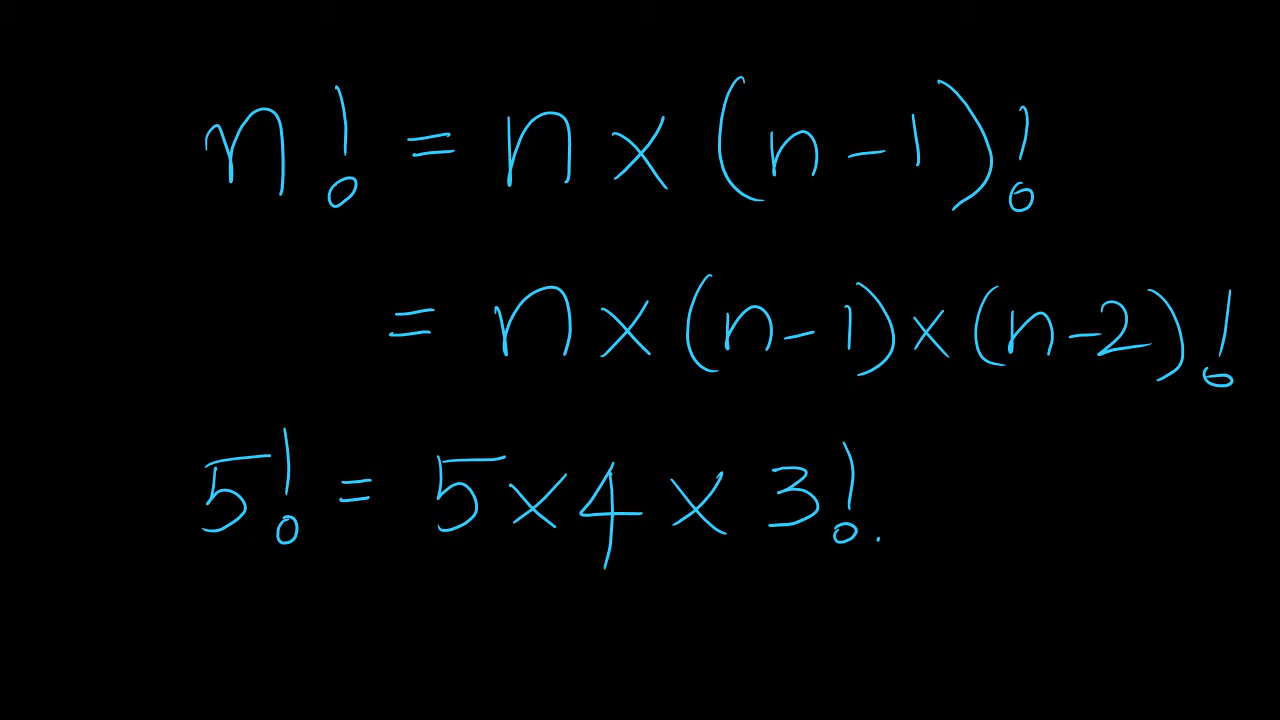 n! = n × (n-1)!
= n × (n-1) × (n-2)!
5! = 5 × 4 × 3!.